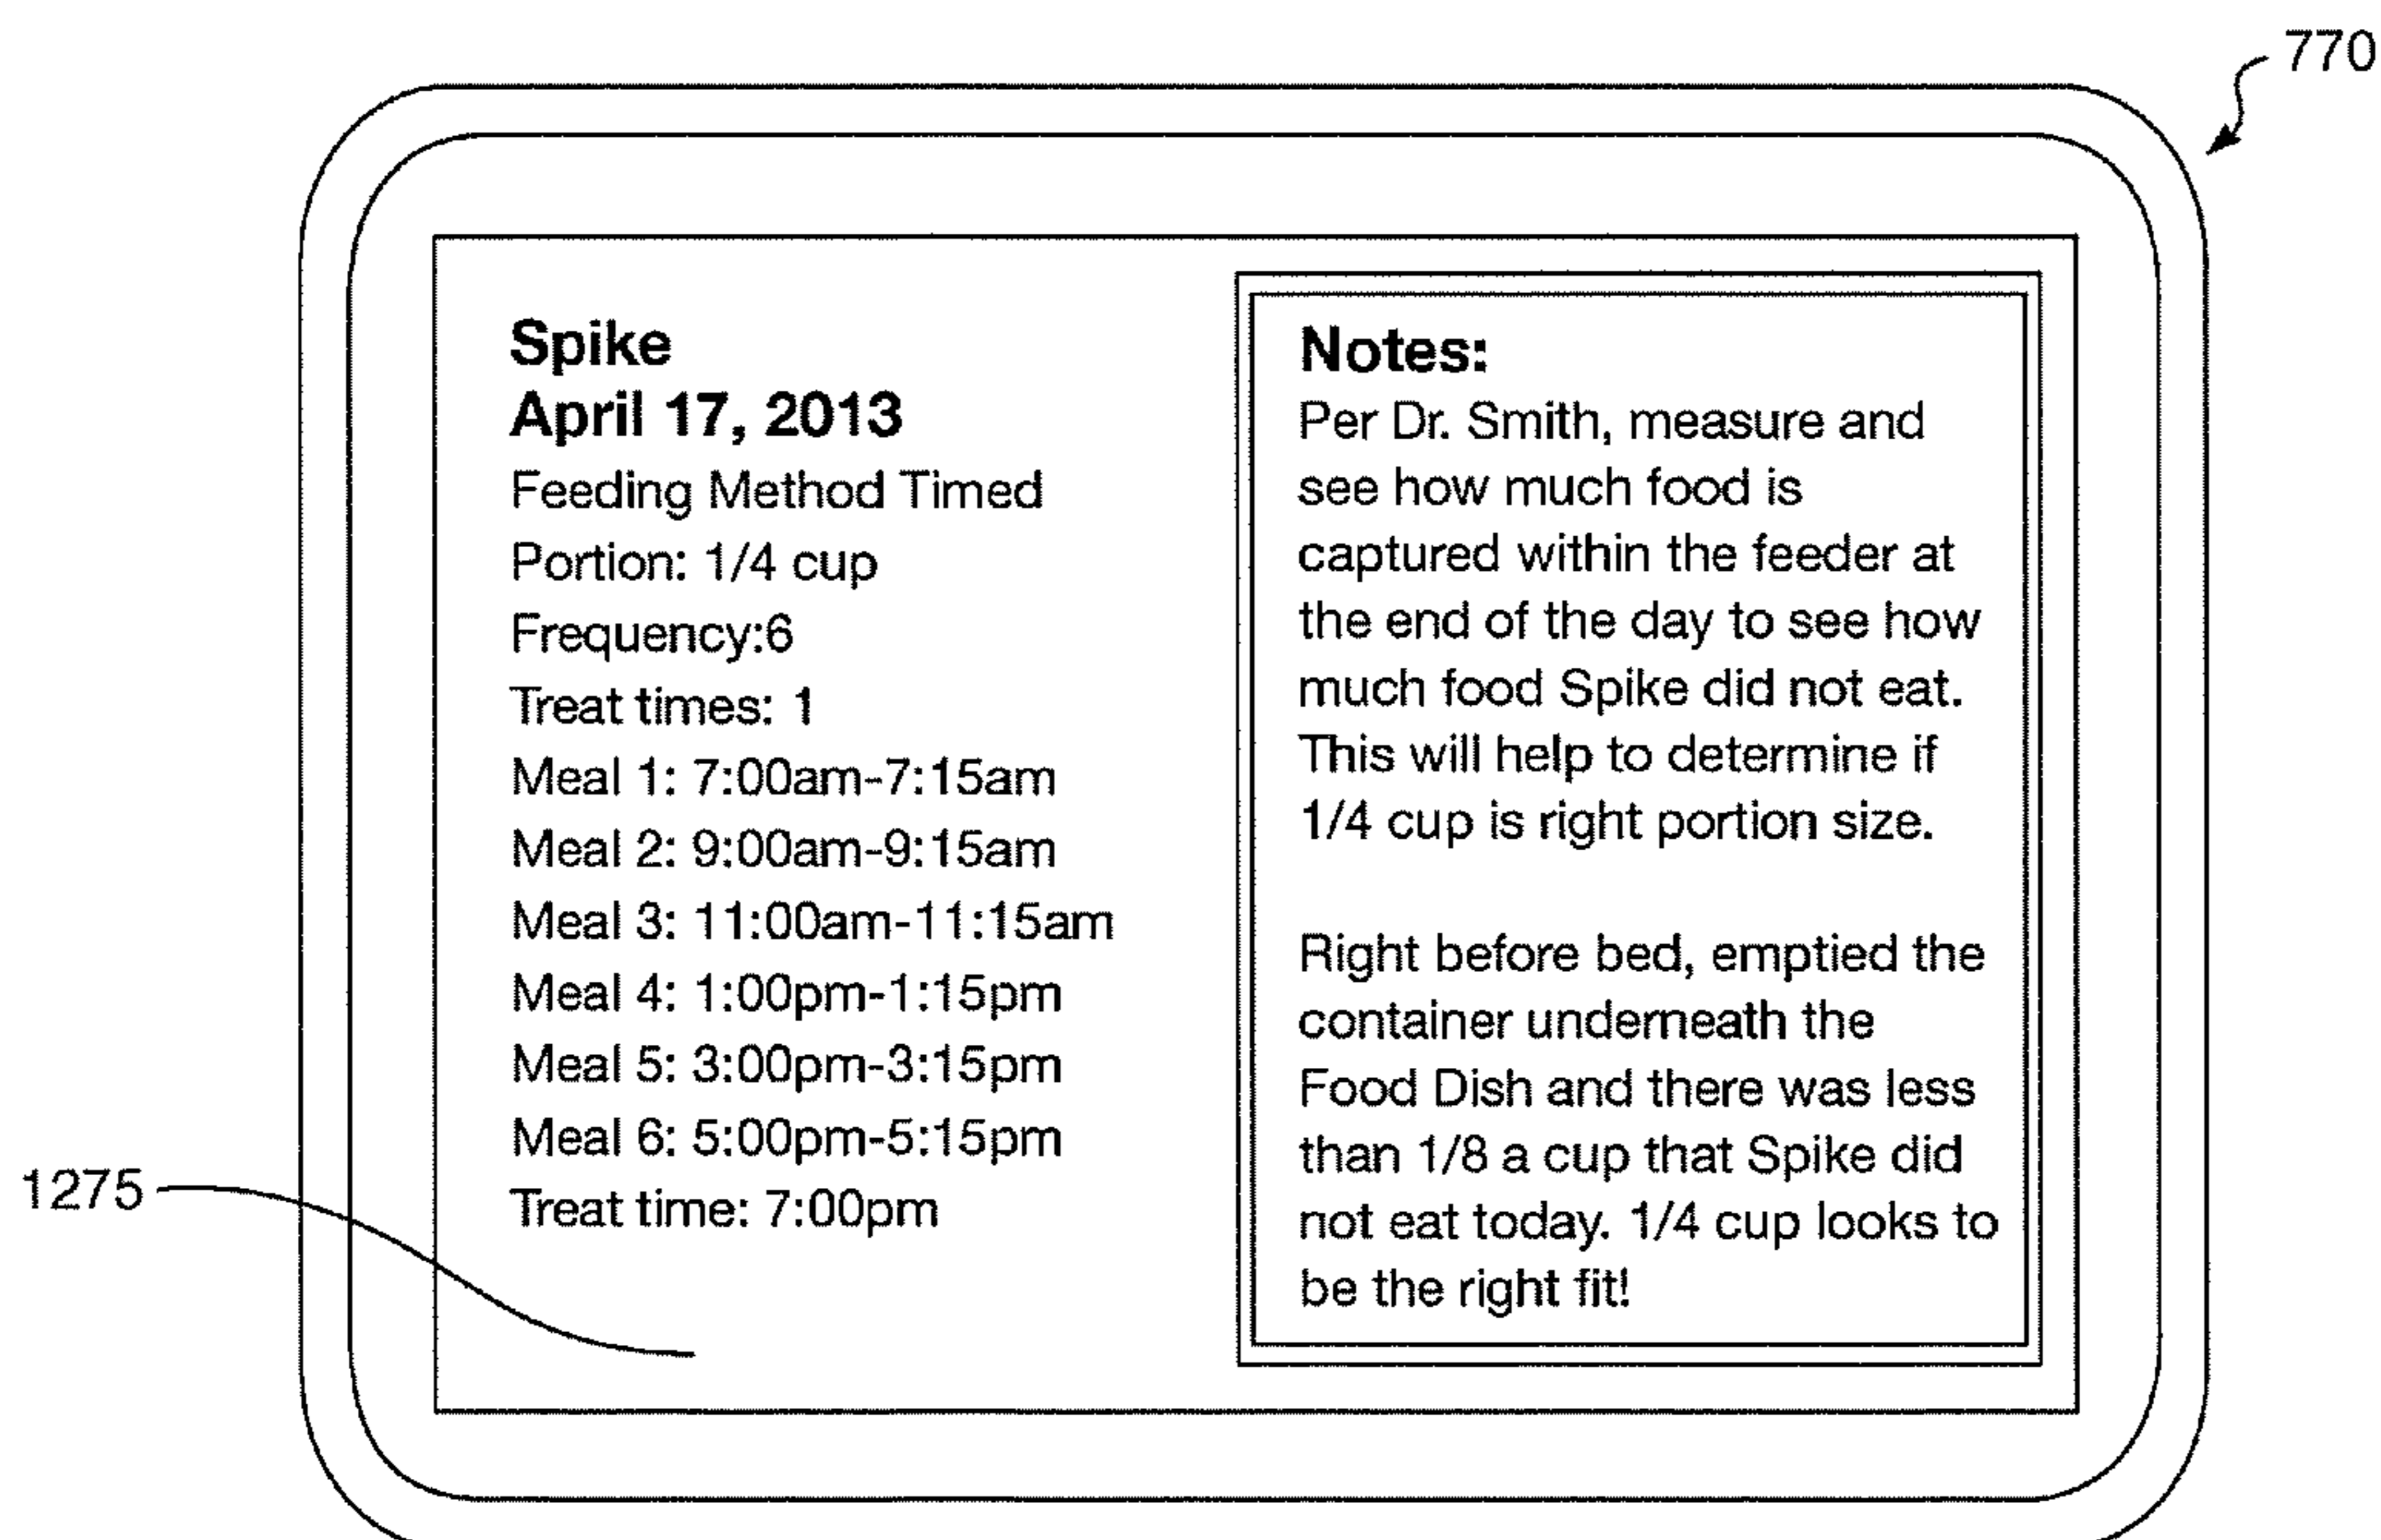 770
Spike
April 17, 2013
Feeding Method Timed
Portion: 1/4 cup
Frequency:6
Treat times: 1
Meal 1: 7:00am-7:15am
Meal 2: 9:00am-9:15am
Meal 3: 11:00am-11:15am
Meal 4: 1:00pm-1:15pm
Meal 5: 3:00pm-3:15pm
Meal 6: 5:00pm-5:15pm
Treat time: 7:00pm
Notes:
Per Dr. Smith, measure and
see how much food is
captured within the feeder at
the end of the day to see how
much food Spike did not eat.
This will help to determine if
1/4 cup is right portion size.
Right before bed, emptied the
container underneath the
Food Dish and there was less
than 1/8 a cup that Spike did
not eat today. 1/4 cup looks to
be the right fit!
1275